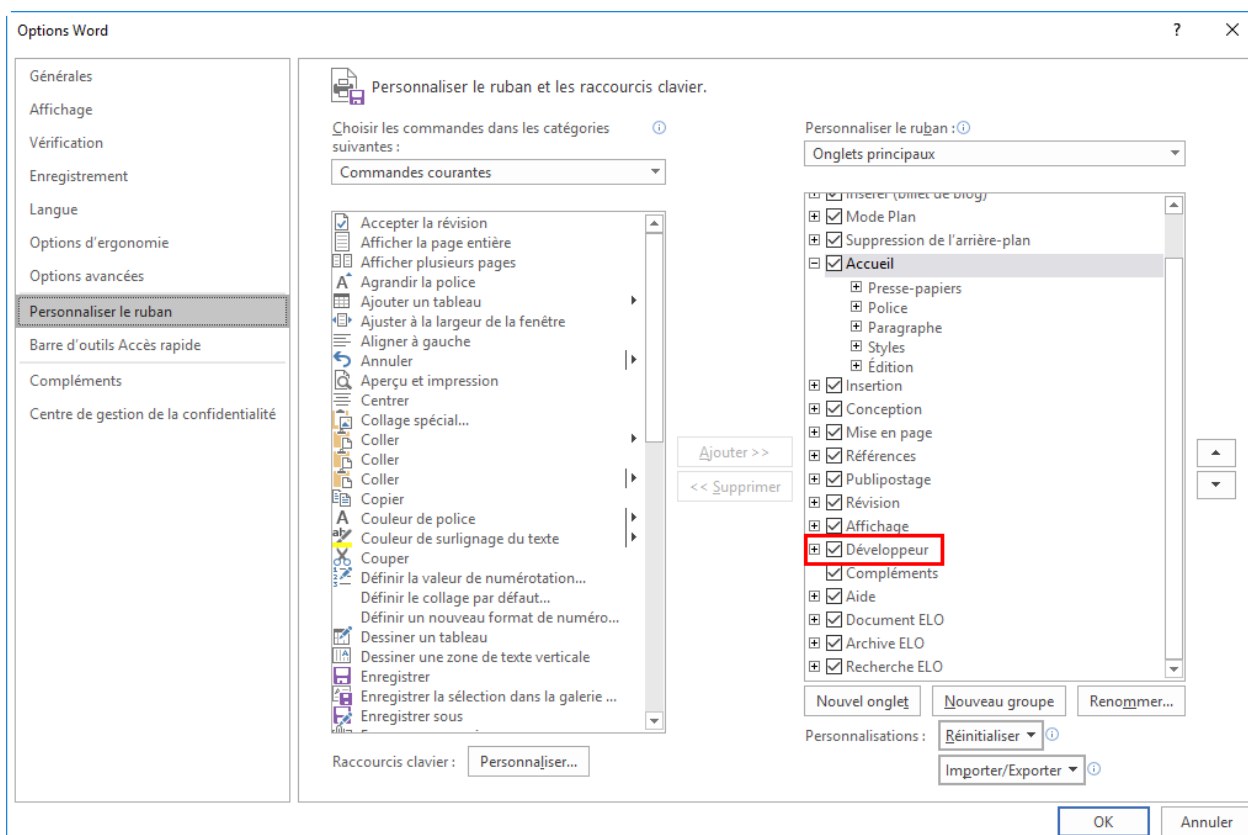 Options Word
?
Générales
Affichage
Vérification
Enregistrement
Langue
Options d'ergonomie
Options avancées
Personnaliser le ruban
Barre d'outils Accès rapide
Compléments
Centre de gestion de la confidentialité
Personnaliser le ruban et les raccourcis clavier.
Choisir les commandes dans les catégories
suivantes :
Commandes courantes
Accepter la révision
Afficher la page entière
Afficher plusieurs pages
Agrandir la police
Ajouter un tableau
Ajuster à la largeur de la fenêtre
Aligner à gauche
Annuler
Aperçu et impression
Centrer
Collage spécial...
Coller
Coller
Coller
Copier
Couleur de police
Couleur de surlignage du texte
Couper
Définir la valeur de numérotation...
Définir le collage par défaut...
Définir un nouveau format de numéro...
Dessiner un tableau
Dessiner une zone de texte verticale
Enregistrer
Enregistrer la sélection dans la galerie ...
Enregistrer sous
Raccourcis clavier :
Personnaliser...
Ajouter >>
<< Supprimer
Personnaliser le ruban :
Onglets principaux
Insérer (billet de blog)
Mode Plan
Suppression de l'arrière-plan
Accueil
Presse-papiers
Police
Paragraphe
Styles
Édition
Insertion
Conception
Mise en page
Références
Publipostage
Révision
Affichage
Développeur
Compléments
Aide
Document ELO
Archive ELO
Recherche ELO
Nouvel onglet
Nouveau groupe
Renommer...
Personnalisations :
Réinitialiser
Importer/Exporter
OK
Annuler